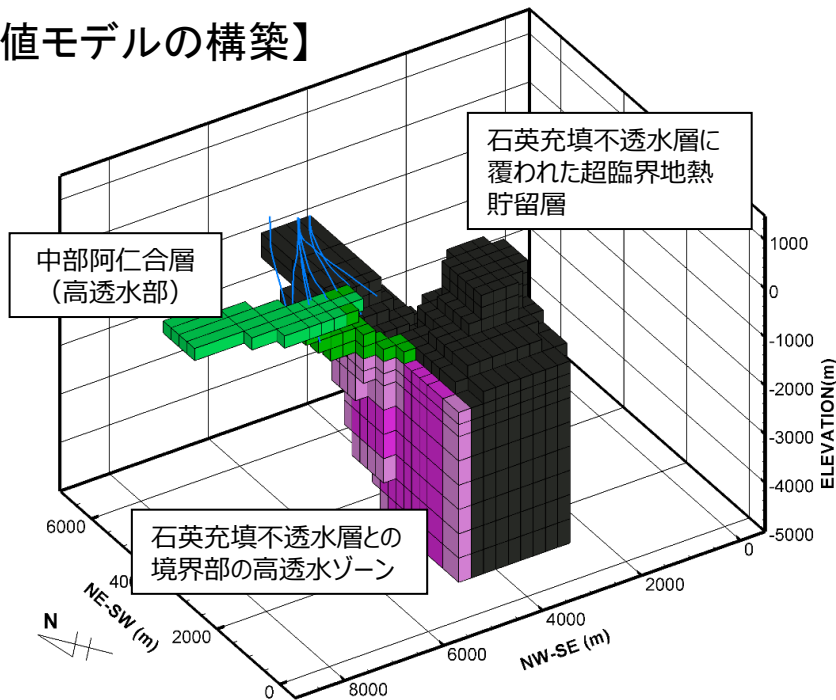 値モデルの構築】
石英充填不透水層に
覆われた超臨界地熱
貯留層
中部阿仁合層
（高透水部）
石英充填不透水層との
境界部の高透水ゾーン
1000
0
-1000
-2000
-3000
-4000
-5000
ELEVATION(m)
6000
2000
0
NE-SW (m)
N
8000
6000
4000
2000
0
NW-SE (m)